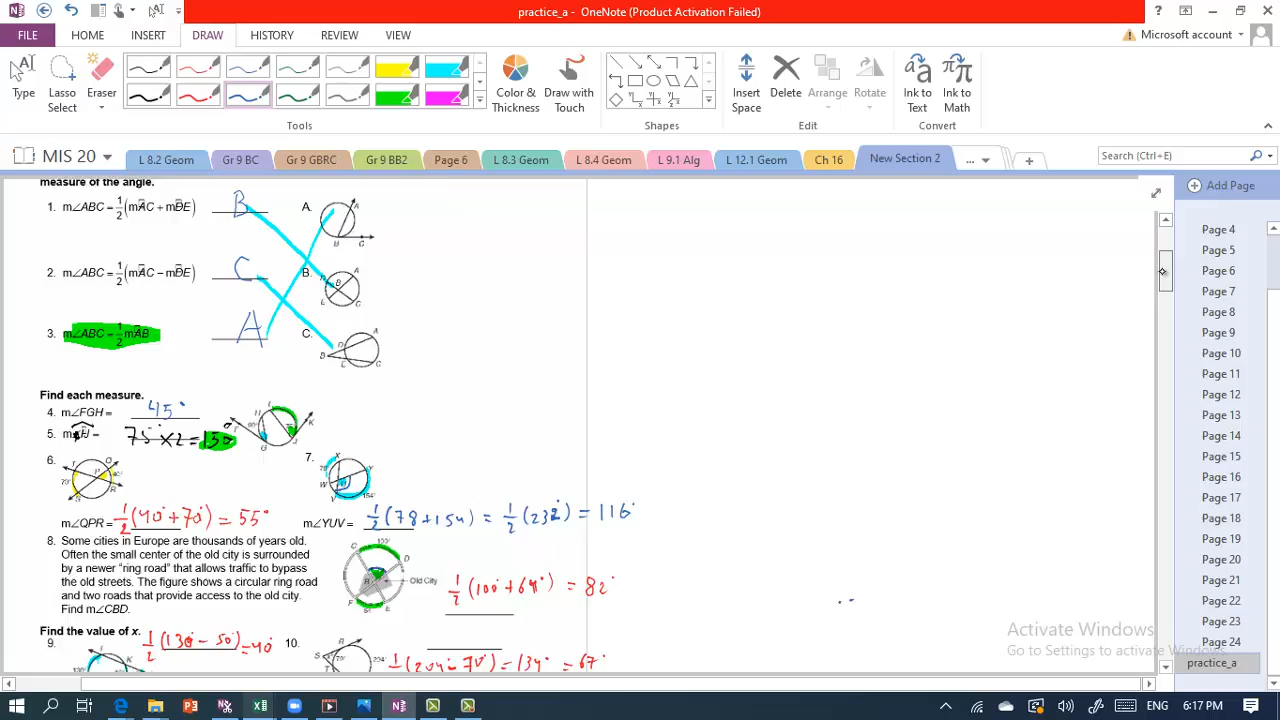 practice_a - OneNote (Product Activation Failed)
FILE HOME INSERT DRAW HISTORY REVIEW VIEW
Microsoft account
Type Lasso Select Eraser Color & Thickness Draw with Touch Insert Space Delete Arrange Rotate Ink to Text Ink to Math
Tools Shapes Edit Convert
MIS 20 L 8.2 Geom Gr 9 BC Gr 9 GBRC Gr 9 BB2 Page 6 L 8.3 Geom L 8.4 Geom L 9.1 Alg L 12.1 Geom Ch 16 New Section 2 ... Search (Ctrl+E)
Add Page
measure of the angle.
1. m∠ABC = 1/2(mAC + mDE) B A.
2. m∠ABC = 1/2(mAC − mDE) C B.
3. m∠ABC = 1/2mAB A C.
Find each measure.
4. m∠FGH = 45°
5. 75° × 2 = 150°
6. 7.
m∠QPR = 1/2(40° + 70°) = 55° m∠YUV = 1/2(78 + 154) = 1/2(232°) = 116°
8. Some cities in Europe are thousands of years old.
Often the small center of the old city is surrounded
by a newer “ring road” that allows traffic to bypass
the old streets. The figure shows a circular ring road
and two roads that provide access to the old city.
Find m∠CBD.
Old City
1/2(100° + 64°) = 82°
Find the value of x.
9. 1/2(130 − 50°) = 40° 10.
= 134° = 67°
Page 4
Page 5
Page 6
Page 7
Page 8
Page 9
Page 10
Page 11
Page 12
Page 13
Page 14
Page 15
Page 16
Page 17
Page 18
Page 19
Page 20
Page 21
Page 22
Page 23
Page 24
practice_a
Activate Windows
Go to Settings to activate Windows.
ENG 6:17 PM